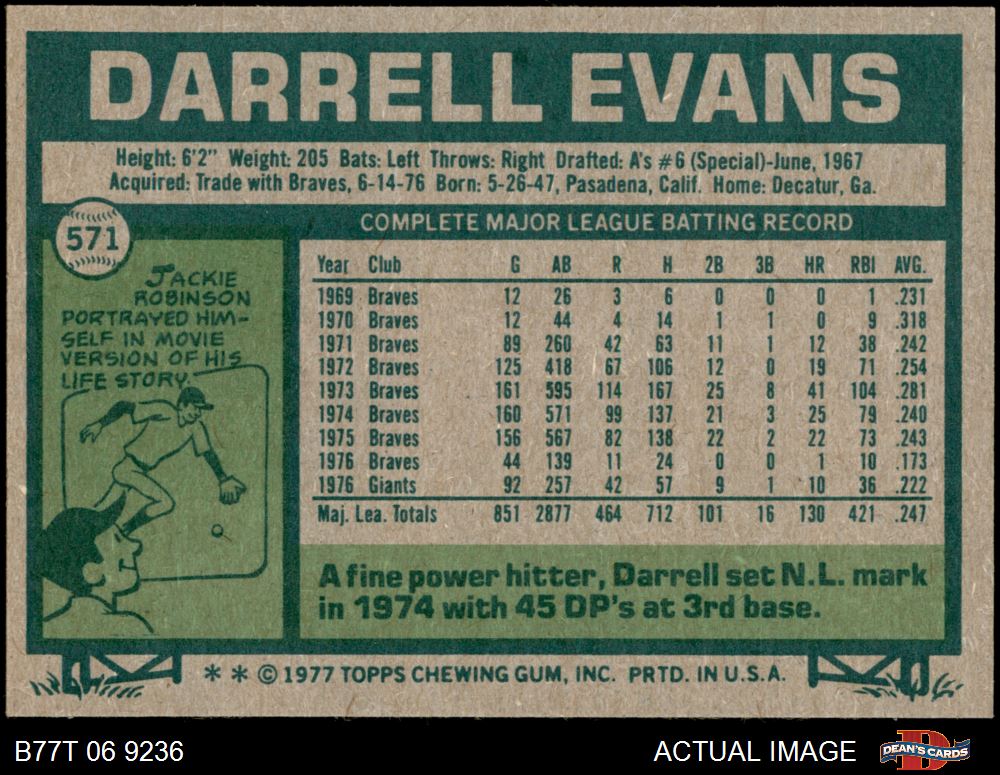 DARRELL EVANS
Height: 6'2" Weight: 205 Bats: Left Throws: Right Drafted: A's #6 (Special)-June, 1967
Acquired: Trade with Braves, 6-14-76 Born: 5-26-47, Pasadena, Calif. Home: Decatur, Ga.
571
JACKIE
ROBINSON
PORTRAYED HIM-
SELF IN MOVIE
VERSION OF HIS
LIFE STORY.
COMPLETE MAJOR LEAGUE BATTING RECORD
Year Club G AB R H 2B 3B HR RBI AVG.
1969 Braves 12 26 3 6 0 0 0 1 .231
1970 Braves 12 44 4 14 1 1 0 9 .318
1971 Braves 89 260 42 63 11 1 12 38 .242
1972 Braves 125 418 67 106 12 0 19 71 .254
1973 Braves 161 595 114 167 25 8 41 104 .281
1974 Braves 160 571 99 137 21 3 25 79 .240
1975 Braves 156 567 82 138 22 2 22 73 .243
1976 Braves 44 139 11 24 0 0 1 10 .173
1976 Giants 92 257 42 57 9 1 10 36 .222
Maj. Lea. Totals 851 2877 464 712 101 16 130 421 .247
A fine power hitter, Darrell set N.L. mark
in 1974 with 45 DP's at 3rd base.
* * © 1977 TOPPS CHEWING GUM, INC. PRTD. IN U.S.A.
B77T 06 9236 ACTUAL IMAGE D DEAN'S CARDS